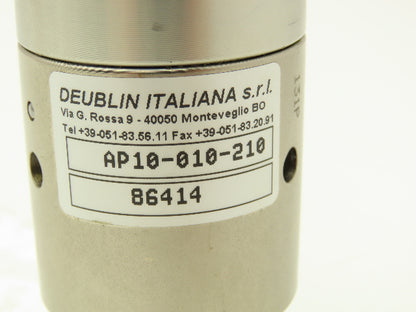 DEUBLIN ITALIANA s.r.l.
Via G. Rossa 9 - 40050 Monteveglio BO
Tel +39-051-83.56.11 Fax +39-051-83.20.91
AP10-010-210
86414
131P